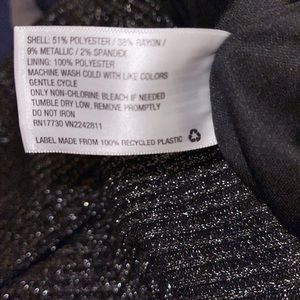 SHELL: 51% POLYESTER / 38% RAYON /
9% METALLIC / 2% SPANDEX
LINING: 100% POLYESTER
MACHINE WASH COLD WITH LIKE COLORS
GENTLE CYCLE
ONLY NON-CHLORINE BLEACH IF NEEDED
TUMBLE DRY LOW, REMOVE PROMPTLY
DO NOT IRON
RN17730 VN2242811
LABEL MADE FROM 100% RECYCLED PLASTIC